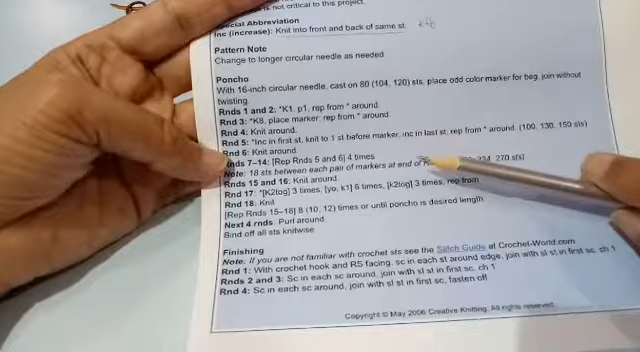 is not critical to this project.
Special Abbreviation
Inc (increase): Knit into front and back of same st.
Pattern Note
Change to longer circular needle as needed
Poncho
With 16-inch circular needle, cast on 80 (104, 120) sts, place odd color marker for beg, join without
twisting.
Rnds 1 and 2: *K1, p1, rep from * around
Rnd 3: *K8, place marker; rep from * around.
Rnd 4: Knit around.
Rnd 5: *Inc in first st, knit to 1 st before marker, inc in last st, rep from * around. (100, 130, 150 sts)
Rnd 6: Knit around
Rnds 7–14: [Rep Rnds 5 and 6] 4 times
Note: 18 sts between each pair of markers at end of 234, 270 sts]
Rnds 15 and 16: Knit around
Rnd 17: *[K2tog] 3 times, [yo, k1] 6 times, [k2tog] 3 times, rep from
Rnd 18: Knit
[Rep Rnds 15–18] 8 (10, 12) times or until poncho is desired length
Next 4 rnds: Purl around
Bind off all sts knitwise
Finishing
Note: If you are not familiar with crochet sts see the Stitch Guide at Crochet-World.com
Rnd 1: With crochet hook and RS facing, sc in each st around edge, join with sl st in first sc, ch 1
Rnds 2 and 3: Sc in each sc around, join with sl st in first sc, ch 1
Rnd 4: Sc in each sc around, join with sl st in first sc, fasten off
Copyright © May 2006 Creative Knitting. All rights reserved.